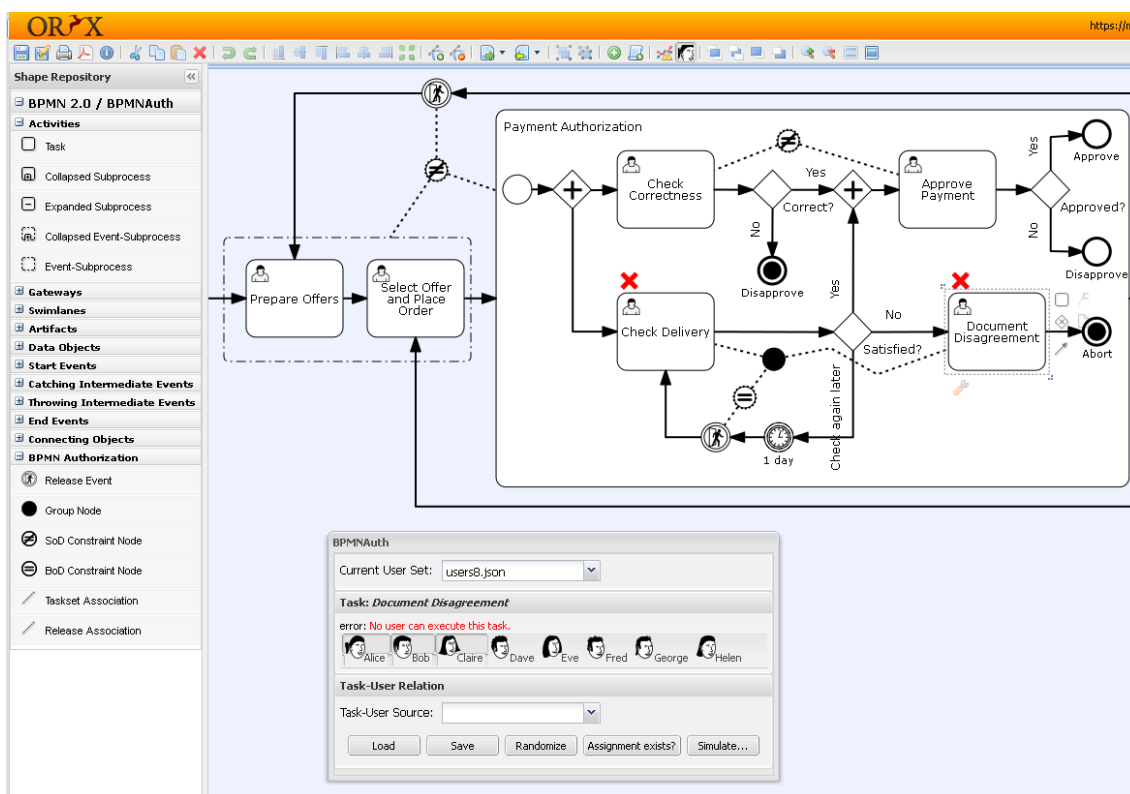 ORYX
https://m
Shape Repository
BPMN 2.0 / BPMNAuth
Activities
Task
Collapsed Subprocess
Expanded Subprocess
Collapsed Event-Subprocess
Event-Subprocess
Gateways
Swimlanes
Artifacts
Data Objects
Start Events
Catching Intermediate Events
Throwing Intermediate Events
End Events
Connecting Objects
BPMN Authorization
Release Event
Group Node
SoD Constraint Node
BoD Constraint Node
Taskset Association
Release Association
Prepare Offers
Select Offer
and Place
Order
Payment Authorization
Check
Correctness
Yes
Correct?
No
Disapprove
Approve
Payment
Yes
Approve
Approved?
No
Disapprove
Check Delivery
Yes
No
Satisfied?
Document
Disagreement
Abort
Check again later
1 day
BPMNAuth
Current User Set: users8.json
Task: Document Disagreement
error: No user can execute this task.
Alice Bob Claire Dave Eve Fred George Helen
Task-User Relation
Task-User Source:
Load Save Randomize Assignment exists? Simulate...